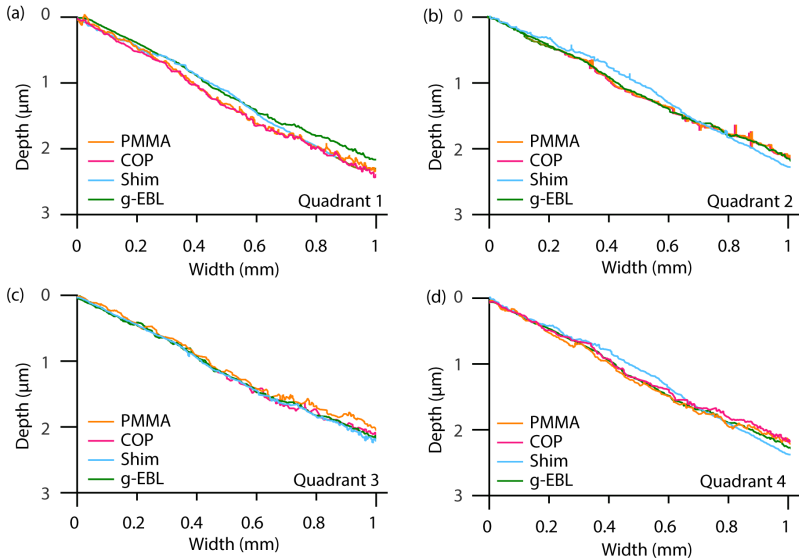 (a)
0
1
2
3
Depth (µm)
PMMA
COP
Shim
g-EBL
Quadrant 1
0 0.2 0.4 0.6 0.8 1
Width (mm)
(b)
0
1
2
3
Depth (µm)
PMMA
COP
Shim
g-EBL
Quadrant 2
0 0.2 0.4 0.6 0.8 1
Width (mm)
(c)
0
1
2
3
Depth (µm)
PMMA
COP
Shim
g-EBL
Quadrant 3
0 0.2 0.4 0.6 0.8 1
Width (mm)
(d)
0
1
2
3
Depth (µm)
PMMA
COP
Shim
g-EBL
Quadrant 4
0 0.2 0.4 0.6 0.8 1
Width (mm)